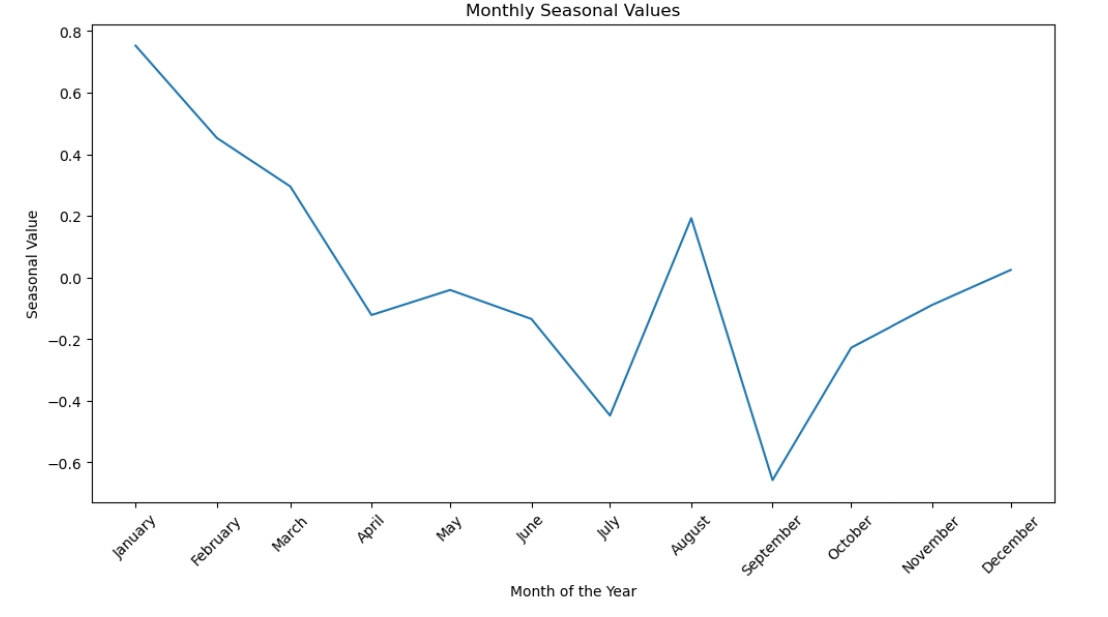 Monthly Seasonal Values
0.8
0.6
0.4
0.2
0.0
−0.2
−0.4
−0.6
Seasonal Value
January
February
March
April
May
June
July
August
September
October
November
December
Month of the Year